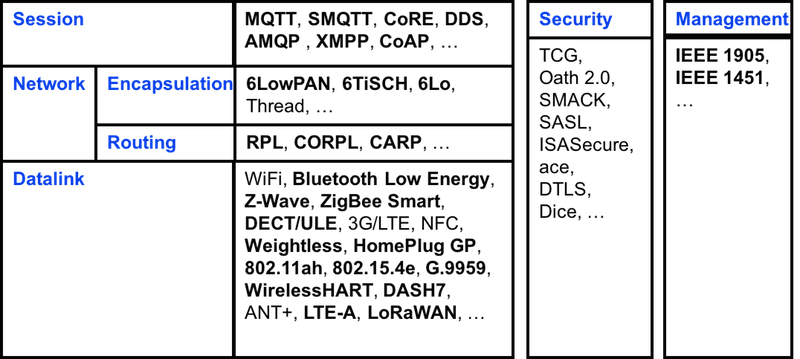 Session
MQTT, SMQTT, CoRE, DDS,
AMQP , XMPP, CoAP, …
Network
Encapsulation
6LowPAN, 6TiSCH, 6Lo,
Thread, …
Routing
RPL, CORPL, CARP, …
Datalink
WiFi, Bluetooth Low Energy,
Z-Wave, ZigBee Smart,
DECT/ULE, 3G/LTE, NFC,
Weightless, HomePlug GP,
802.11ah, 802.15.4e, G.9959,
WirelessHART, DASH7,
ANT+, LTE-A, LoRaWAN, …
Security
TCG,
Oath 2.0,
SMACK,
SASL,
ISASecure,
ace,
DTLS,
Dice, …
Management
IEEE 1905,
IEEE 1451,
…